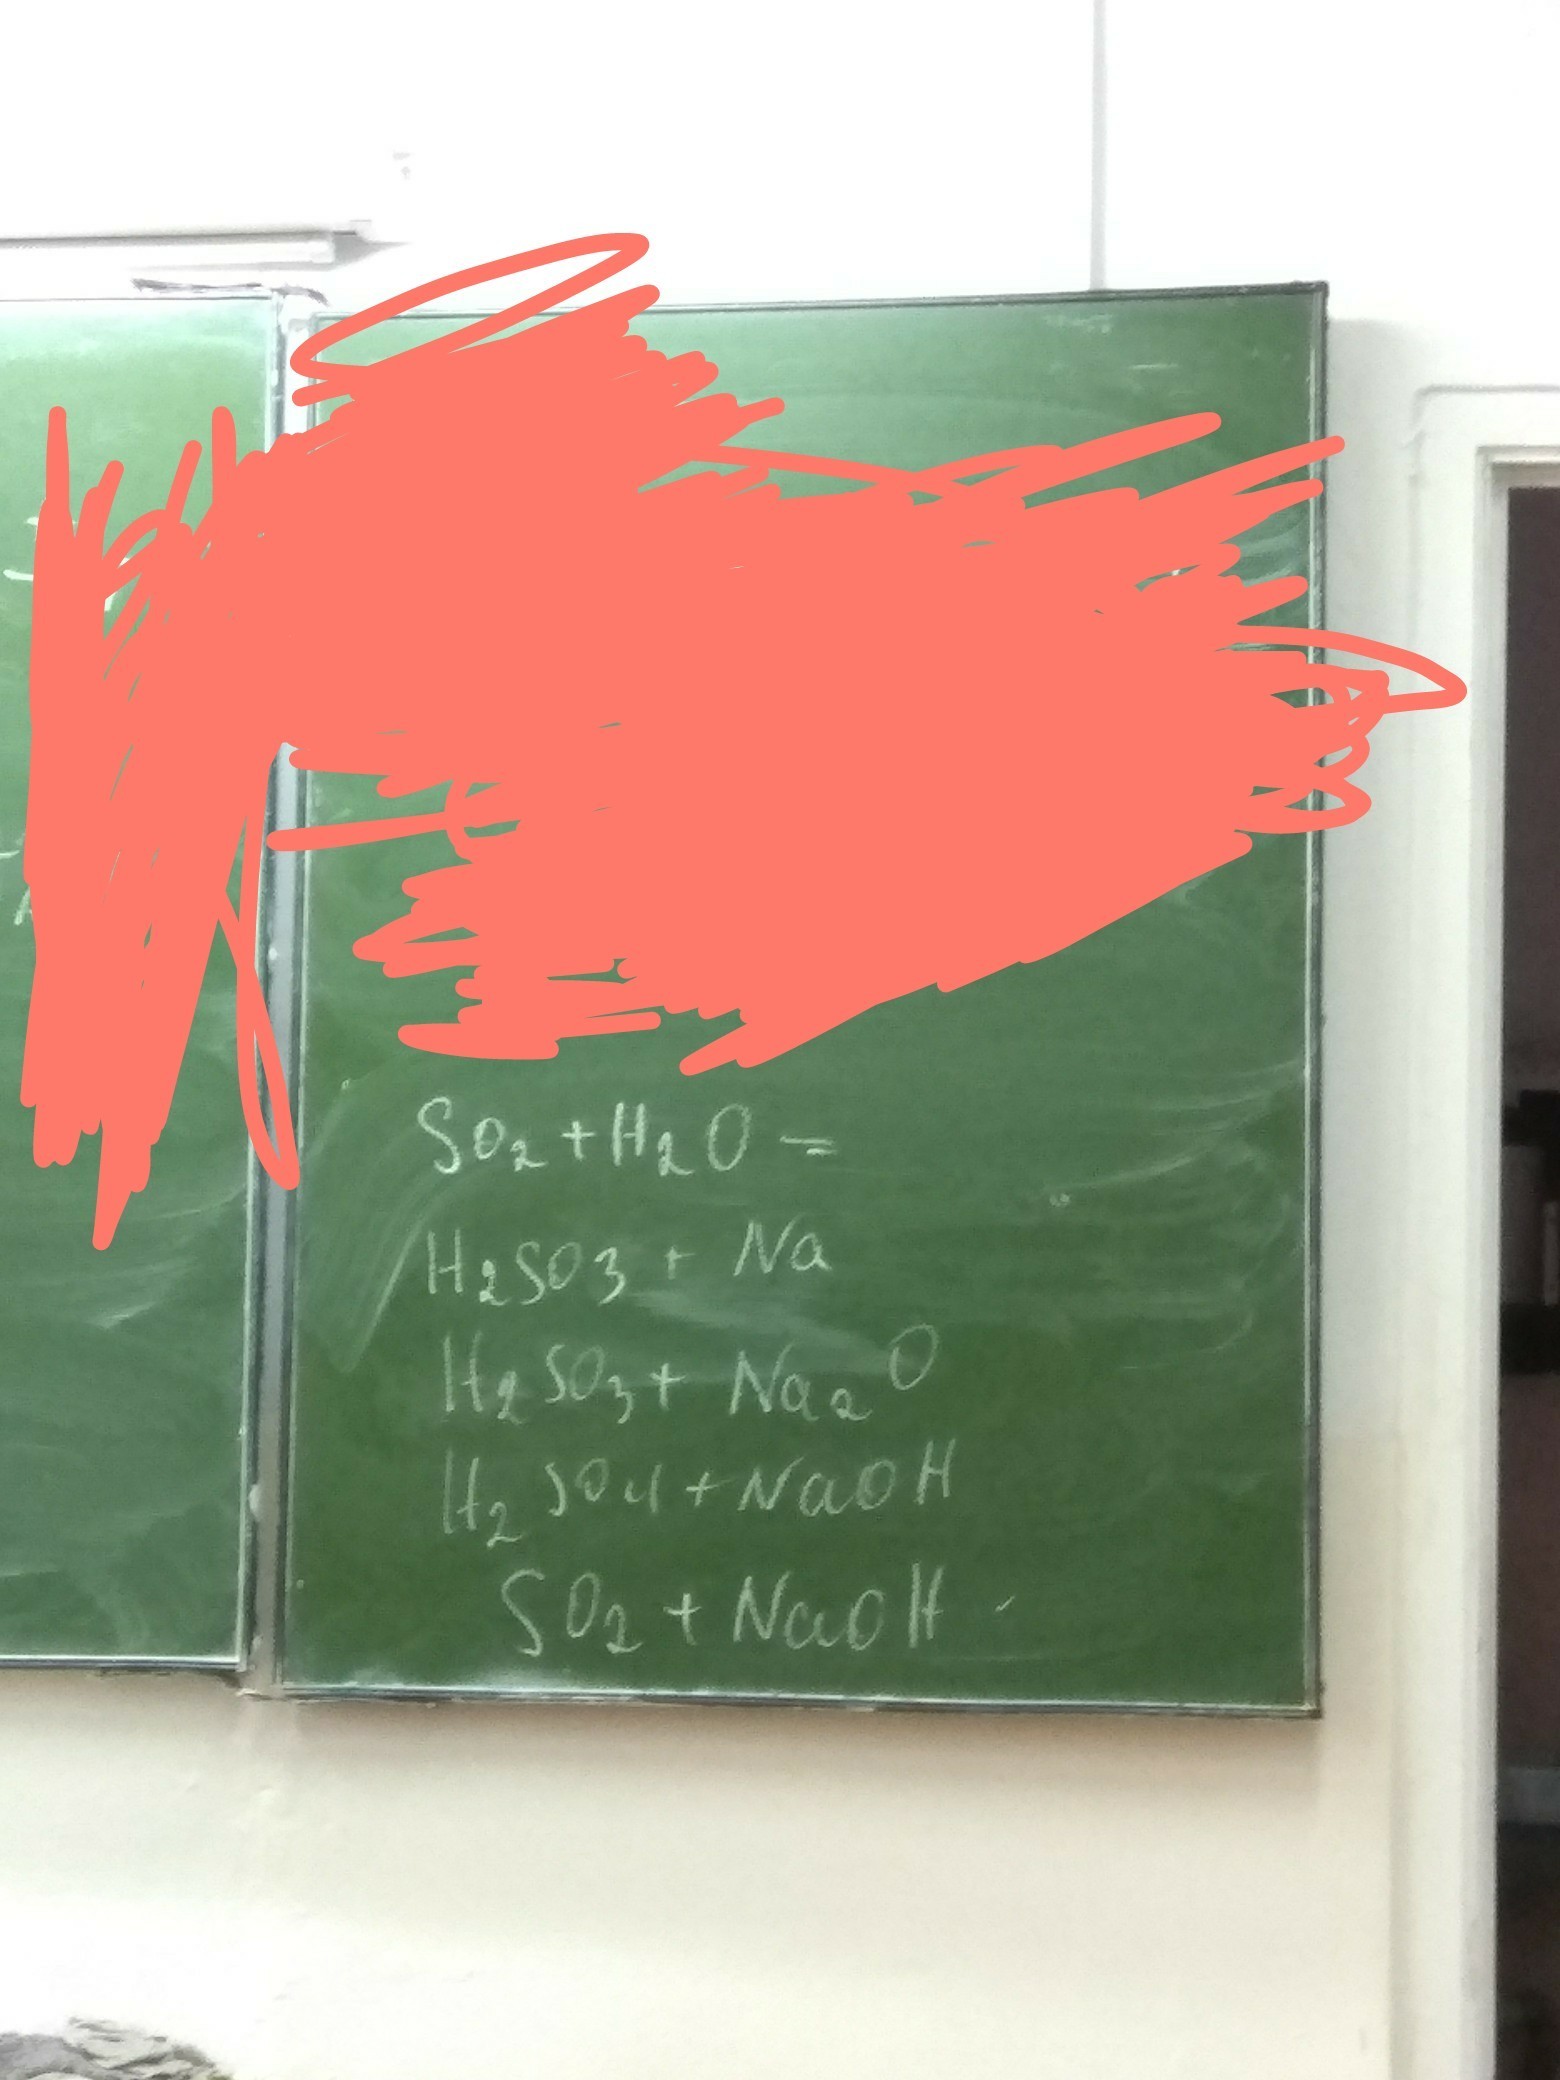 SO₂ + H₂O =
H₂SO₃ + Na
H₂SO₃ + Na₂O
H₂SO₄ + NaOH
SO₂ + NaOH